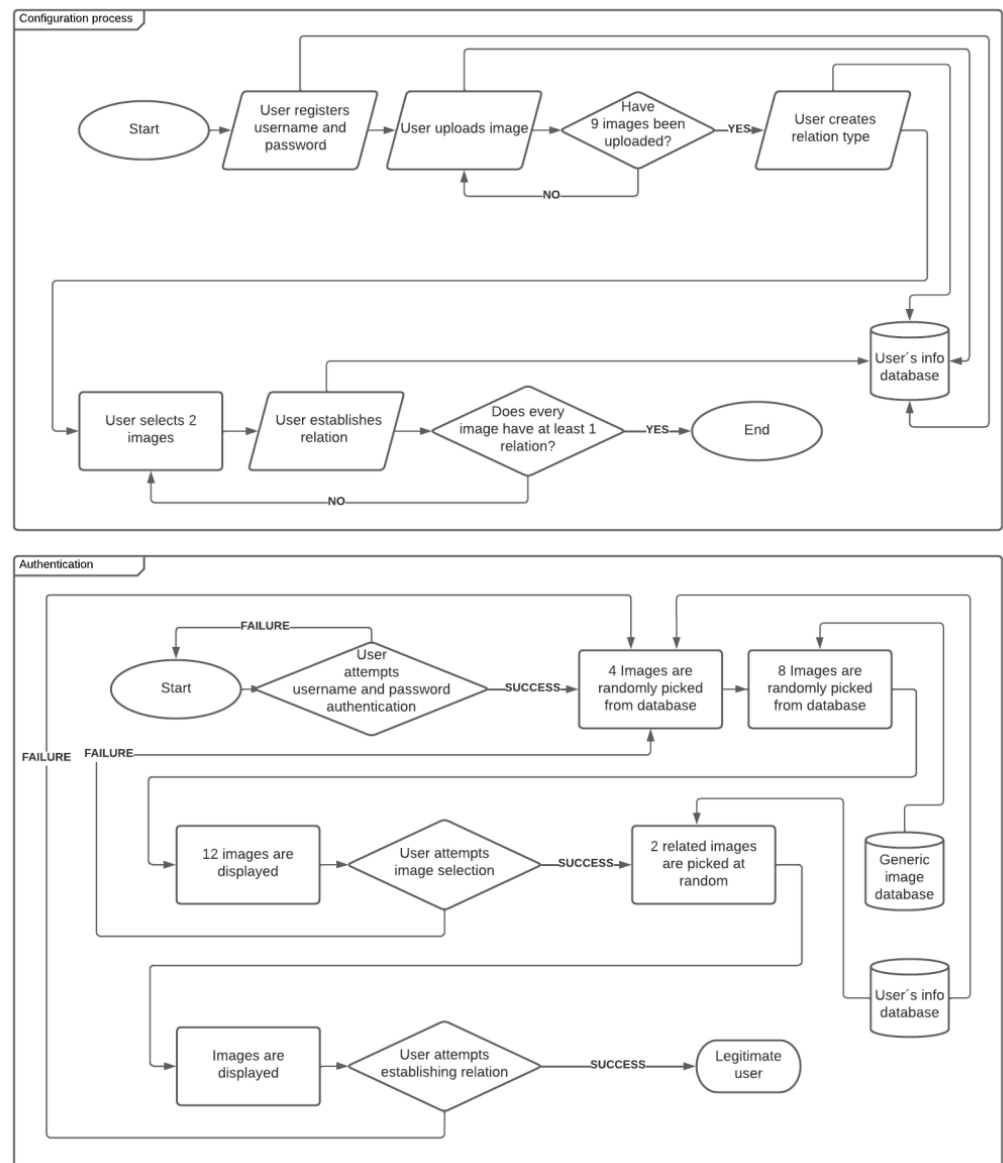 Configuration process
Start
User registers
username and
password
User uploads image
Have
9 images been
uploaded?
YES
User creates
relation type
NO
User´s info
database
User selects 2
images
User establishes
relation
Does every
image have at least 1
relation?
YES
End
NO
Authentication
FAILURE
Start
User
attempts
username and password
authentication
SUCCESS
4 Images are
randomly picked
from database
8 Images are
randomly picked
from database
FAILURE
FAILURE
12 images are
displayed
User attempts
image selection
SUCCESS
2 related images
are picked at
random
Generic
image
database
User´s info
database
Images are
displayed
User attempts
establishing relation
SUCCESS
Legitimate
user